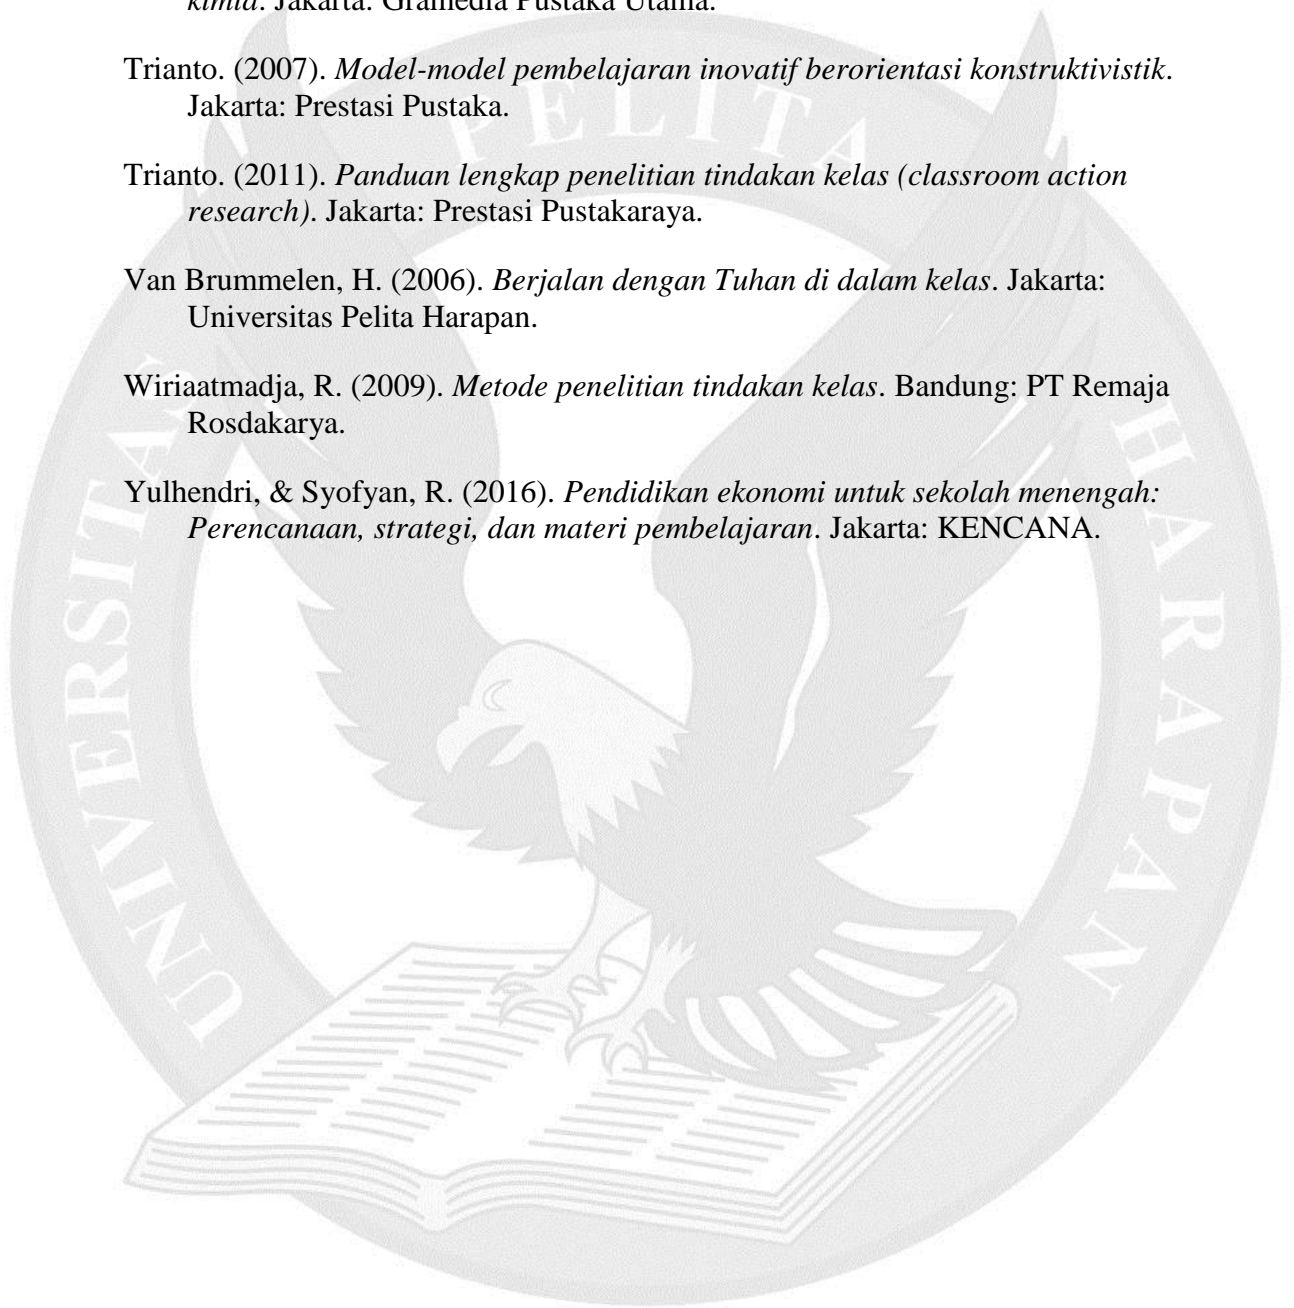 kimia. Jakarta: Gramedia Pustaka Utama.
Trianto. (2007). Model-model pembelajaran inovatif berorientasi konstruktivistik.
Jakarta: Prestasi Pustaka.
Trianto. (2011). Panduan lengkap penelitian tindakan kelas (classroom action
research). Jakarta: Prestasi Pustakaraya.
Van Brummelen, H. (2006). Berjalan dengan Tuhan di dalam kelas. Jakarta:
Universitas Pelita Harapan.
Wiriaatmadja, R. (2009). Metode penelitian tindakan kelas. Bandung: PT Remaja
Rosdakarya.
Yulhendri, & Syofyan, R. (2016). Pendidikan ekonomi untuk sekolah menengah:
Perencanaan, strategi, dan materi pembelajaran. Jakarta: KENCANA.
UNIVERSITAS PELITA HARAPAN